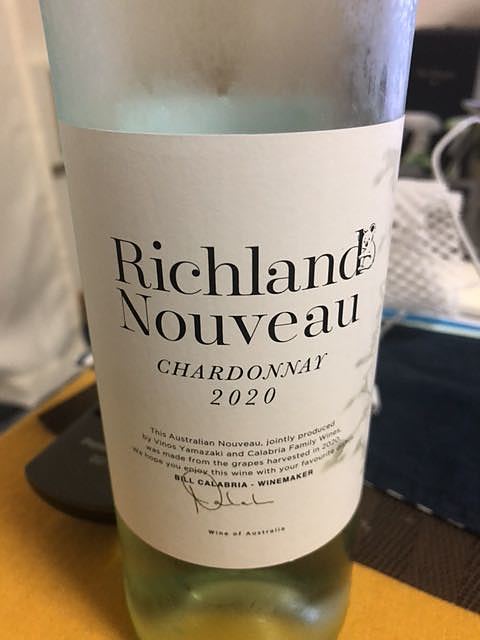 Richland
Nouveau
CHARDONNAY
2020
This Australian Nouveau, jointly produced
by Vinos Yamazaki and Calabria Family Wines,
was made from the grapes harvested in 2020.
We hope you enjoy this wine with your favourite
BILL CALABRIA - WINEMAKER
Wine of Australia